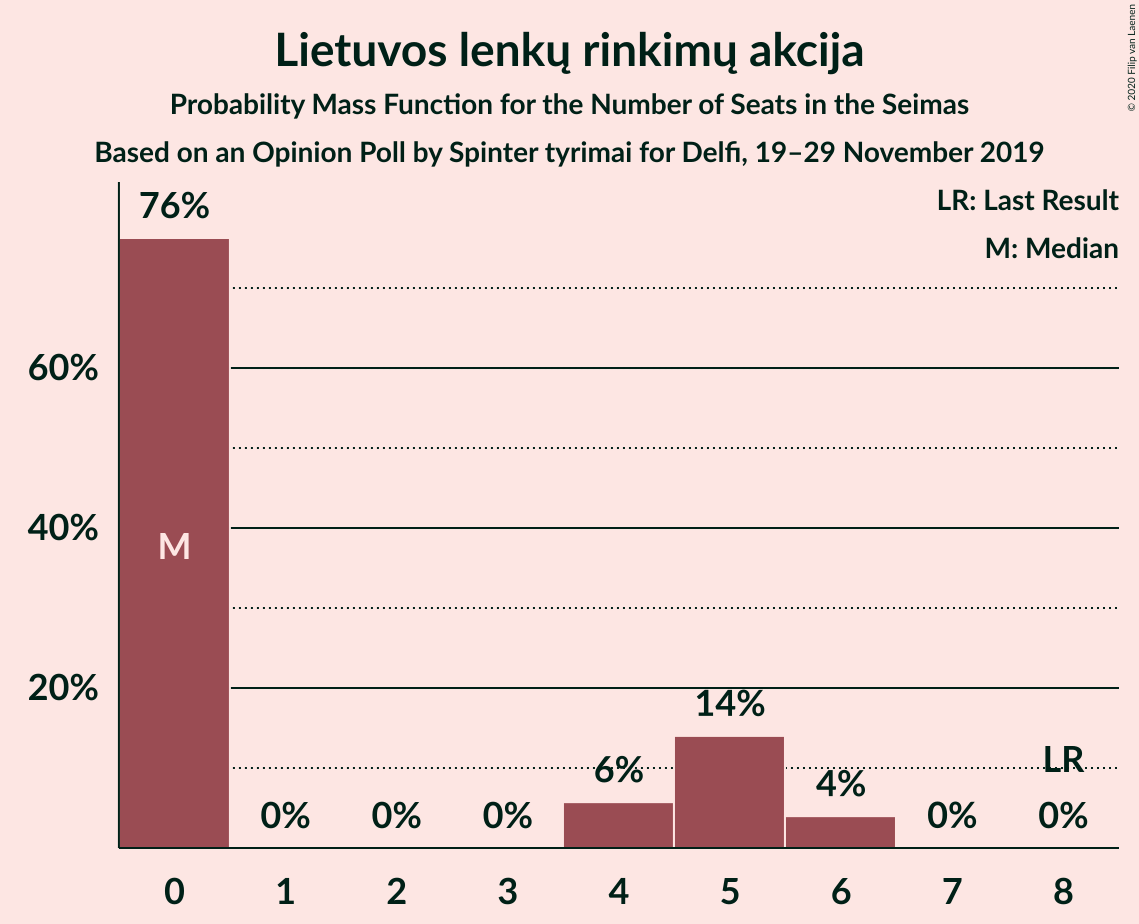 Lietuvos lenkų rinkimų akcija
Probability Mass Function for the Number of Seats in the Seimas
Based on an Opinion Poll by Spinter tyrimai for Delfi, 19–29 November 2019
© 2020 Filip van Laenen
LR: Last Result
M: Median
76%
60%
40%
M
20%
14%
LR
6%
4%
0%
0%
0%
0%
0%
0 1 2 3 4 5 6 7 8